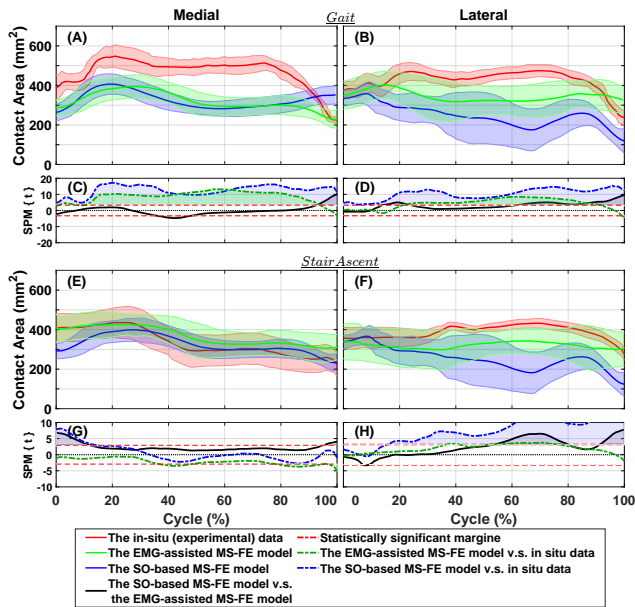 Medial Gait Lateral
(A) (B)
600
400
200
0
Contact Area (mm²)
(C) (D)
20
10
0
10
20
SPM { t }
Stair Ascent
(E) (F)
600
400
200
0
Contact Area (mm²)
(G) (H)
10
5
0
-5
-10
SPM { t }
0 20 40 60 80 100 0 20 40 60 80 100
Cycle (%) Cycle (%)
The in-situ (experimental) data
The EMG-assisted MS-FE model
The SO-based MS-FE model
The SO-based MS-FE model v.s.
the EMG-assisted MS-FE model
Statistically significant margine
The EMG-assisted MS-FE model v.s. in situ data
The SO-based MS-FE model v.s. in situ data